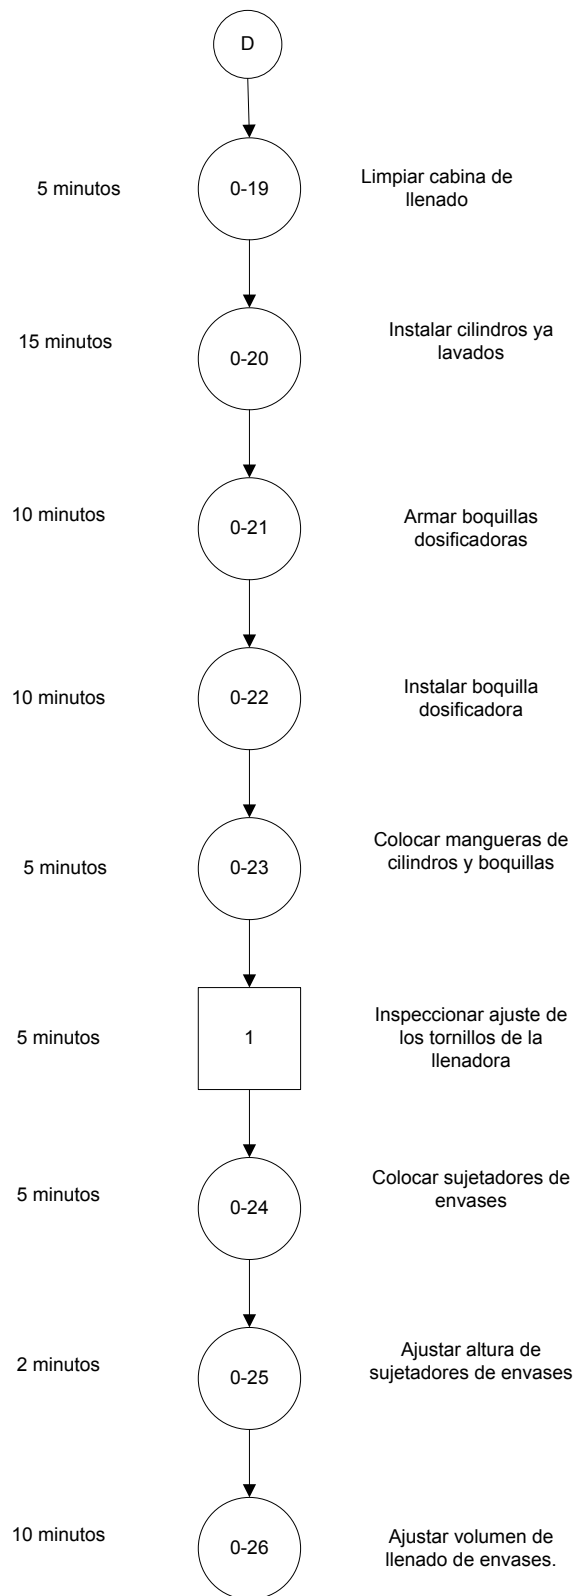 D
5 minutos
0-19
Limpiar cabina de
llenado
15 minutos
0-20
Instalar cilindros ya
lavados
10 minutos
0-21
Armar boquillas
dosificadoras
10 minutos
0-22
Instalar boquilla
dosificadora
5 minutos
0-23
Colocar mangueras de
cilindros y boquillas
5 minutos
1
Inspeccionar ajuste de
los tornillos de la
llenadora
5 minutos
0-24
Colocar sujetadores de
envases
2 minutos
0-25
Ajustar altura de
sujetadores de envases
10 minutos
0-26
Ajustar volumen de
llenado de envases.